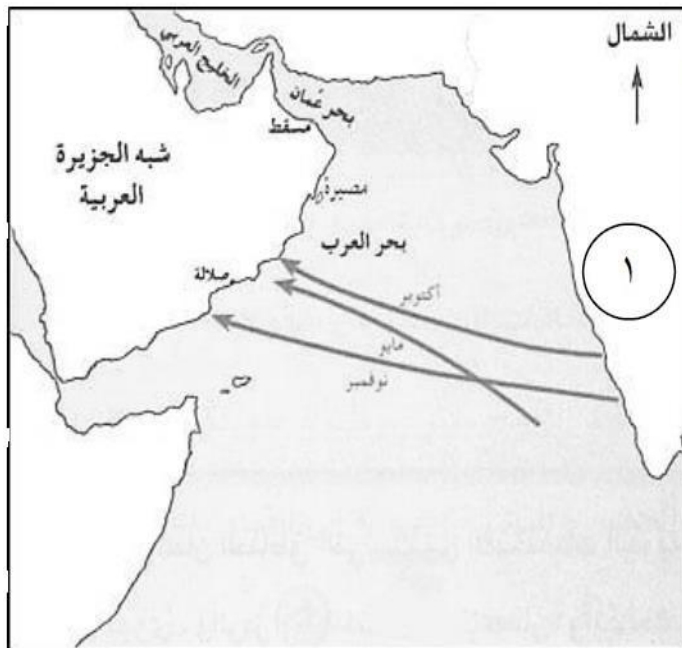 الشمال
الخليج العربي
بحر عُمان
مسقط
شبه الجزيرة
العربية
مصيرة
بحر العرب
صلالة
١
أكتوبر
مايو
نوفمبر